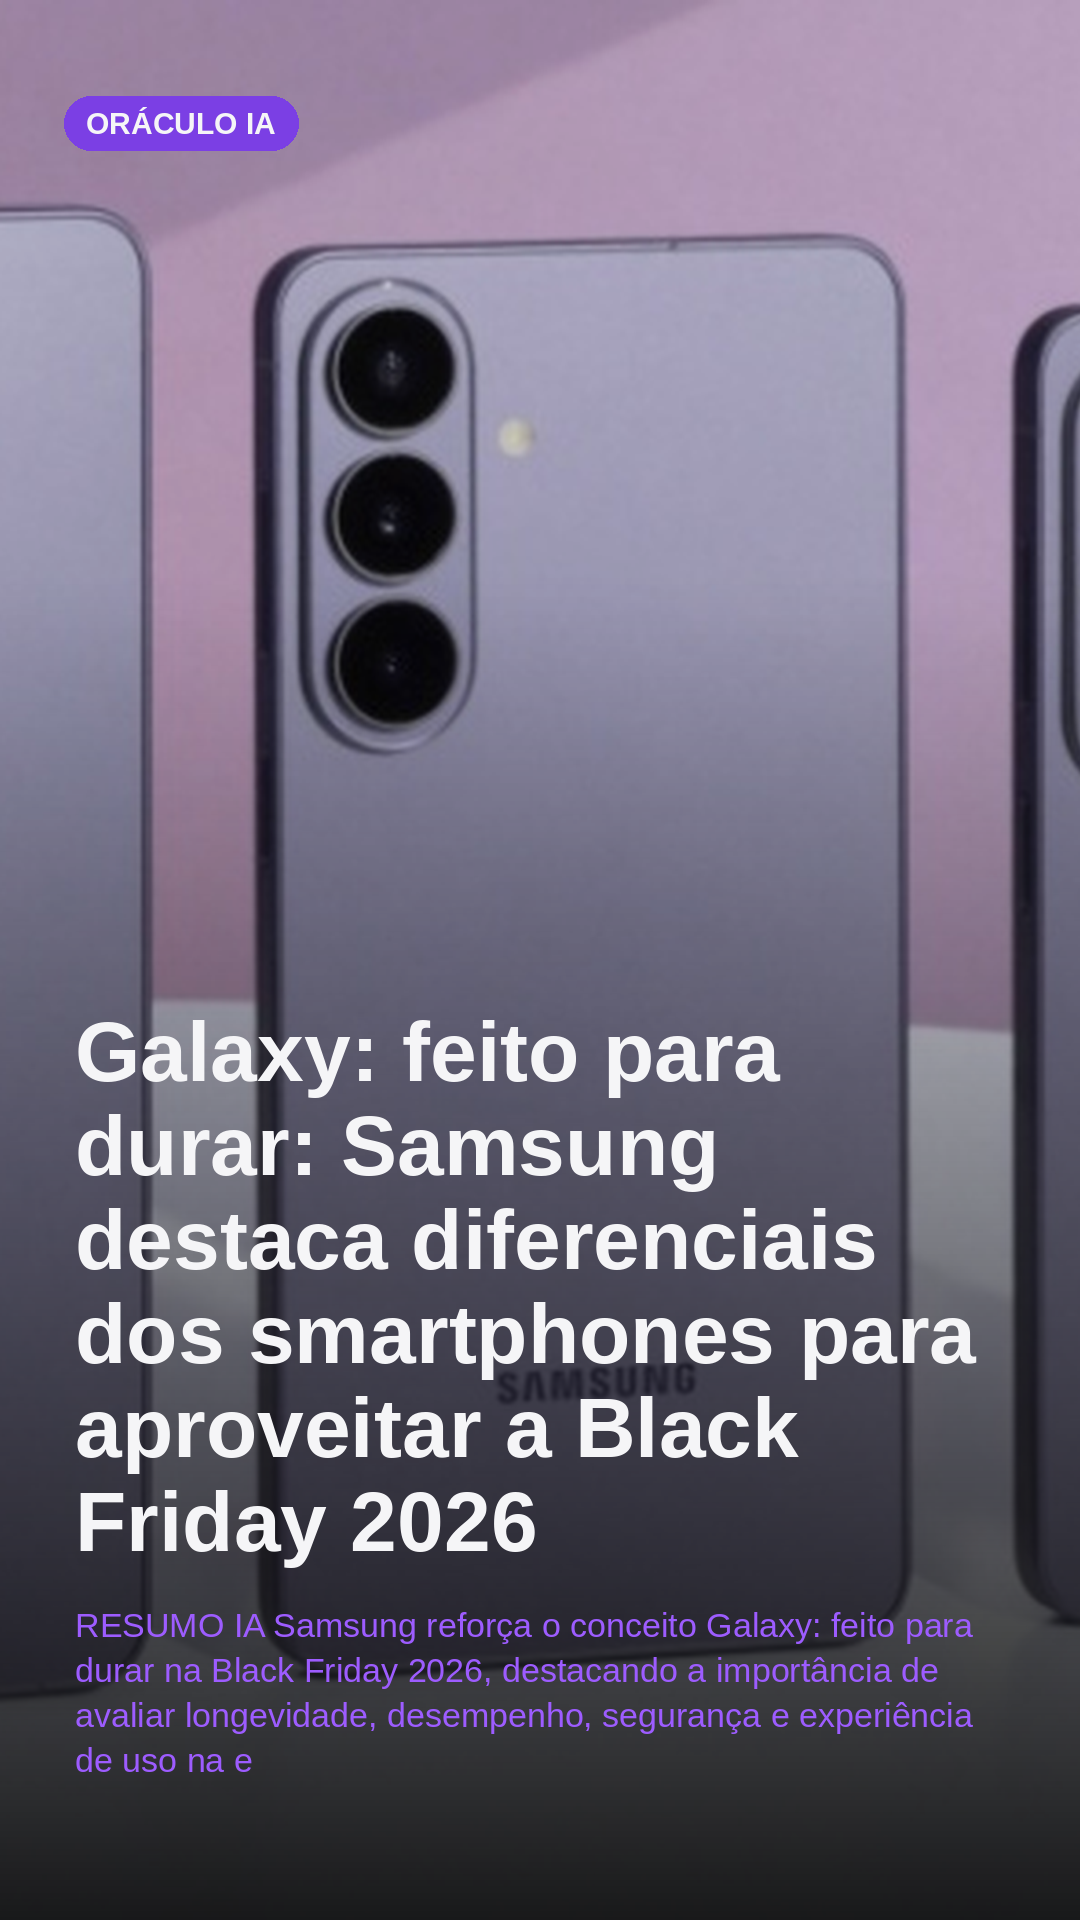 ORÁCULO IA
Galaxy: feito para
durar: Samsung
destaca diferenciais
dos smartphones para
SAMSUNG
aproveitar a Black
Friday 2026
RESUMO IA Samsung reforça o conceito Galaxy: feito para
durar na Black Friday 2026, destacando a importância de
avaliar longevidade, desempenho, segurança e experiência
de uso na e